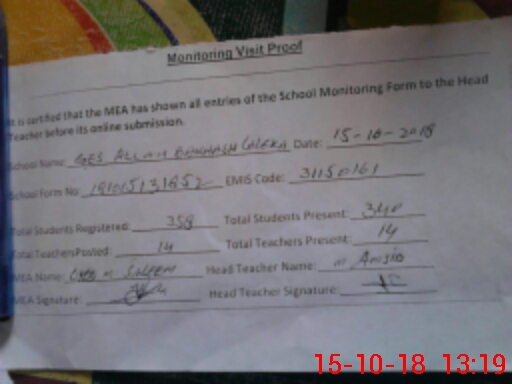 Monitoring Visit Proof
It is certified that the MEA has shown all entries of the School Monitoring Form to the Head
Teacher before its online submission.
School Name: GES Date: 15-10-2018
School Form No: EMIS Code: 31150161
Total Students Registered: 358 Total Students Present: 340
Total Teachers Posted: 14 Total Teachers Present: 14
MEA Name: Head Teacher Name:
MEA Signature: Head Teacher Signature:
15-10-18 13:19